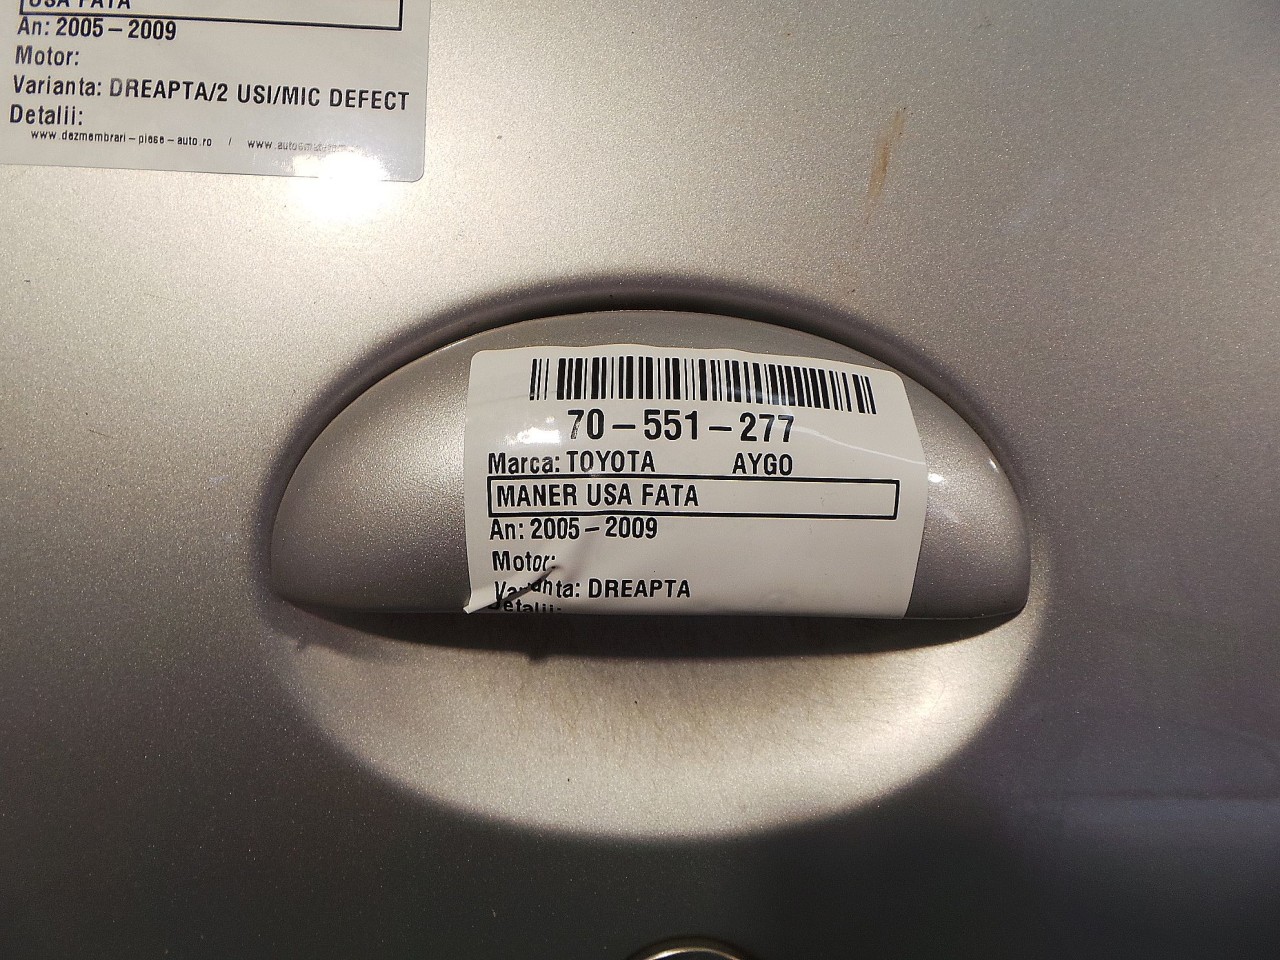 USA FATA
An: 2005-2009
Motor:
Varianta: DREAPTA/2 USI/MIC DEFECT
Detalii:
www.dezmembrari-piese-auto.ro /
70-551-277
Marca: TOYOTA AYGO
MANER USA FATA
An: 2005-2009
Motor:
Varianta: DREAPTA
Detalii: